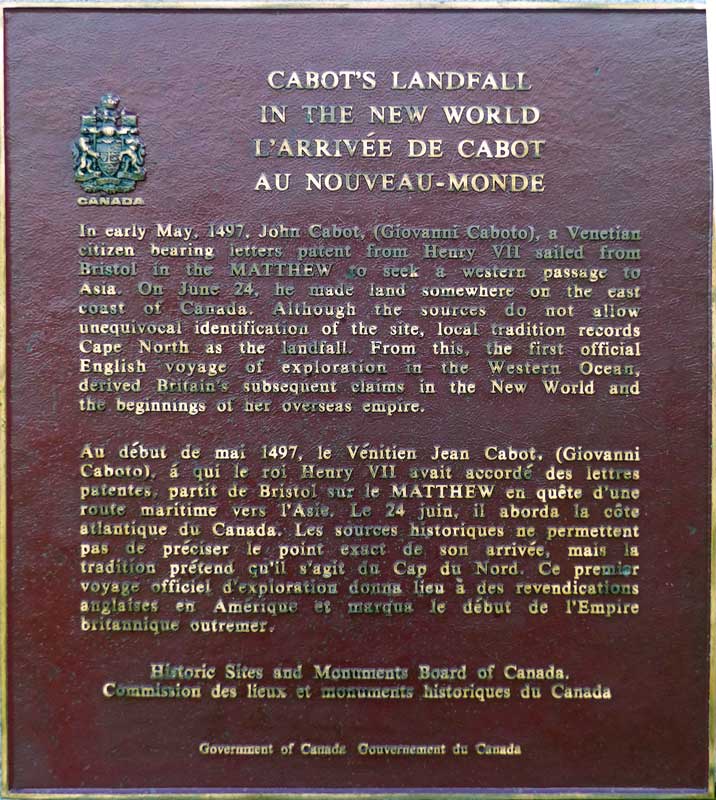 CABOT'S LANDFALL
IN THE NEW WORLD
L'ARRIVÉE DE CABOT
AU NOUVEAU-MONDE
CANADA
In early May, 1497, John Cabot, (Giovanni Caboto), a Venetian
citizen bearing letters patent from Henry VII sailed from
Bristol in the MATTHEW to seek a western passage to
Asia. On June 24, he made land somewhere on the east
coast of Canada. Although the sources do not allow
unequivocal identification of the site, local tradition records
Cape North as the landfall. From this, the first official
English voyage of exploration in the Western Ocean,
derived Britain's subsequent claims in the New World and
the beginnings of her overseas empire.
Au début de mai 1497, le Vénitien Jean Cabot, (Giovanni
Caboto), á qui le roi Henry VII avait accordé des lettres
patentes, partit de Bristol sur le MATTHEW en quête d'une
route maritime vers l'Asie. Le 24 juin, il aborda la côte
atlantique du Canada. Les sources historiques ne permettent
pas de préciser le point exact de son arrivée, mais la
tradition prétend qu'il s'agit du Cap du Nord. Ce premier
voyage officiel d'exploration donna lieu à des revendications
anglaises en Amérique et marqua le début de l'Empire
britannique outremer.
Historic Sites and Monuments Board of Canada.
Commission des lieux et monuments historiques du Canada
Government of Canada Gouvernement du Canada